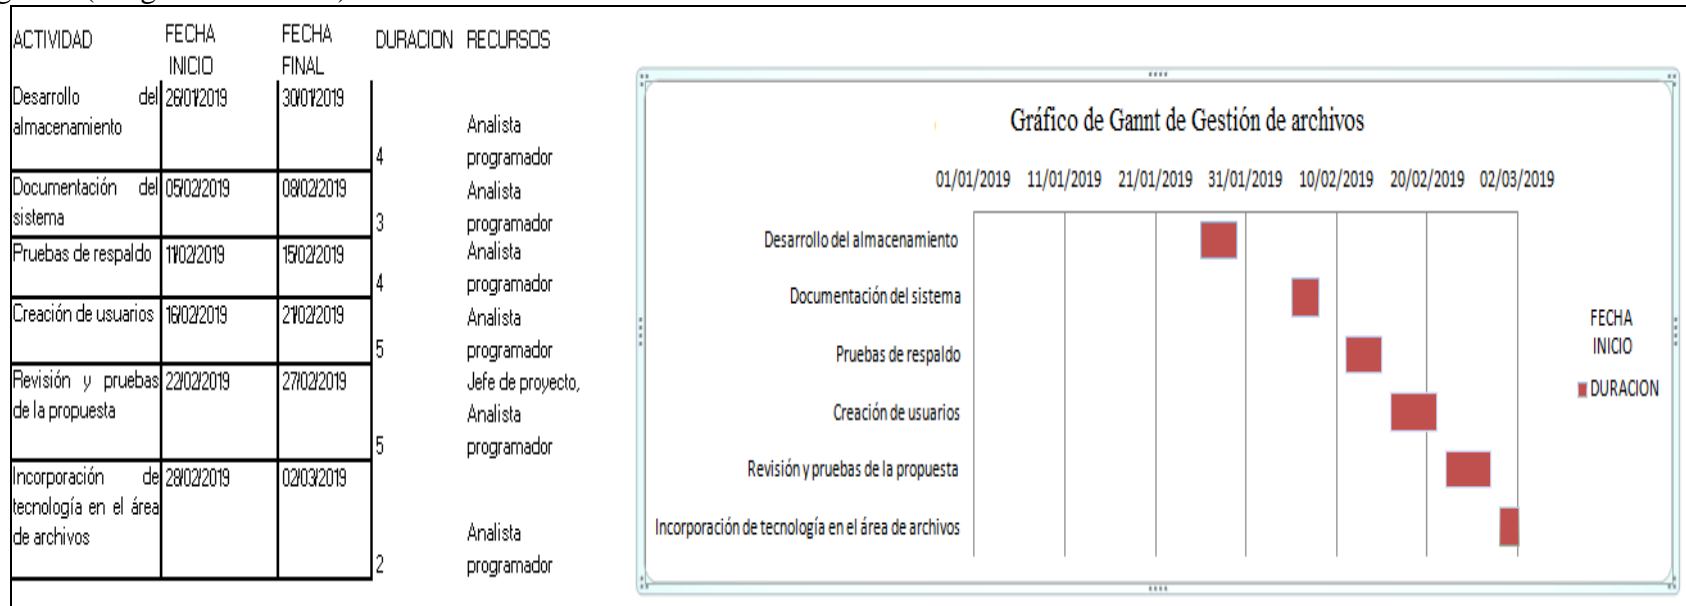 ACTIVIDAD FECHA INICIO FECHA FINAL DURACION RECURSOS
Desarrollo del almacenamiento 26/01/2019 30/01/2019 4 Analista programador
Documentación del sistema 05/02/2019 08/02/2019 3 Analista programador
Pruebas de respaldo 11/02/2019 15/02/2019 4 Analista programador
Creación de usuarios 16/02/2019 21/02/2019 5 Analista programador
Revisión y pruebas de la propuesta 22/02/2019 27/02/2019 5 Jefe de proyecto, Analista programador
Incorporación de tecnología en el área de archivos 28/02/2019 02/03/2019 2 Analista programador
Gráfico de Gannt de Gestión de archivos
01/01/2019 11/01/2019 21/01/2019 31/01/2019 10/02/2019 20/02/2019 02/03/2019
Desarrollo del almacenamiento
Documentación del sistema
Pruebas de respaldo
Creación de usuarios
Revisión y pruebas de la propuesta
Incorporación de tecnología en el área de archivos
FECHA
INICIO
DURACION